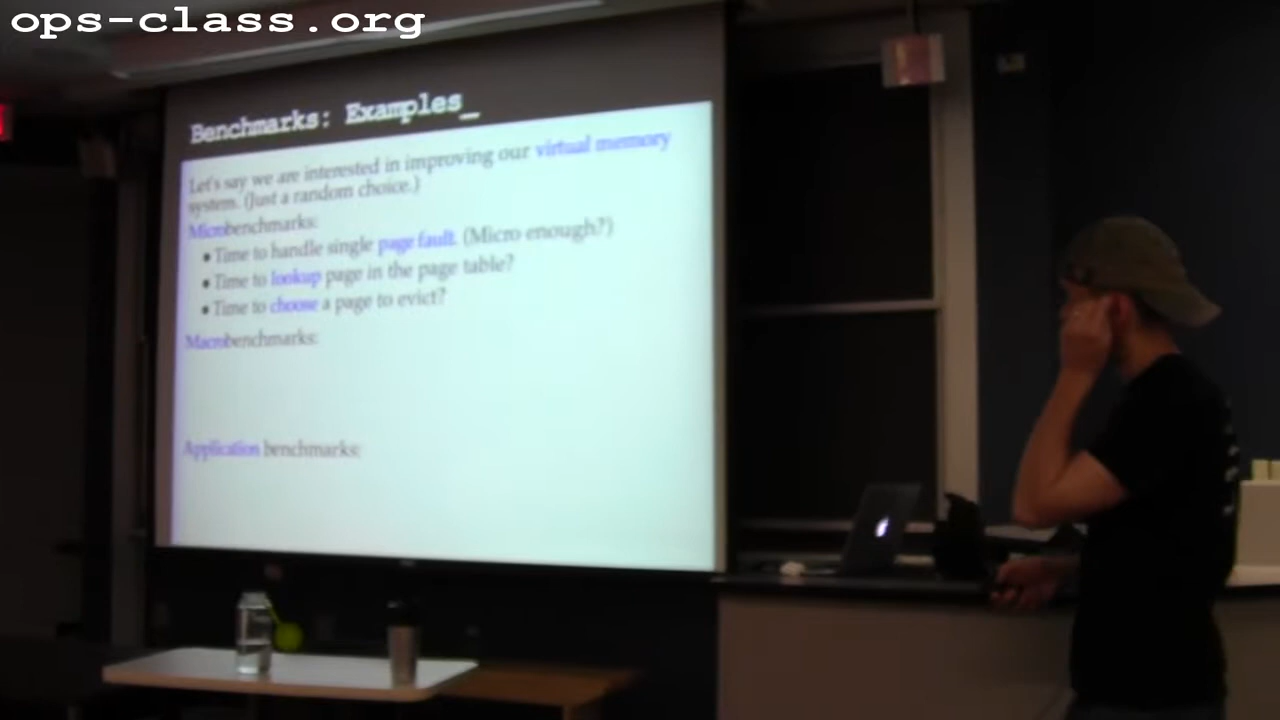 ops-class.org
Benchmarks: Examples_
Let's say we are interested in improving our virtual memory
system. (Just a random choice.)
Microbenchmarks:
• Time to handle single page fault. (Micro enough?)
• Time to lookup page in the page table?
• Time to choose a page to evict?
Macrobenchmarks:
Application benchmarks: